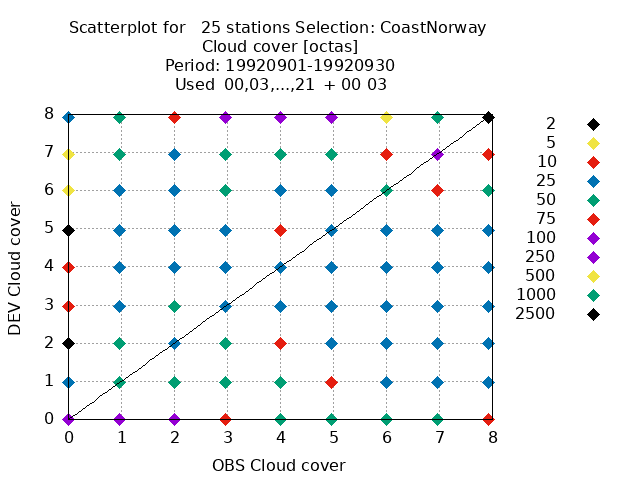 Scatterplot for   25 stations Selection: CoastNorway
Cloud cover [octas]
Period: 19920901-19920930
Used  00,03,...,21  + 00 03
8
7
6
5
4
3
2
1
0
DEV Cloud cover
0 1 2 3 4 5 6 7 8
OBS Cloud cover
2
5
10
25
50
75
100
250
500
1000
2500